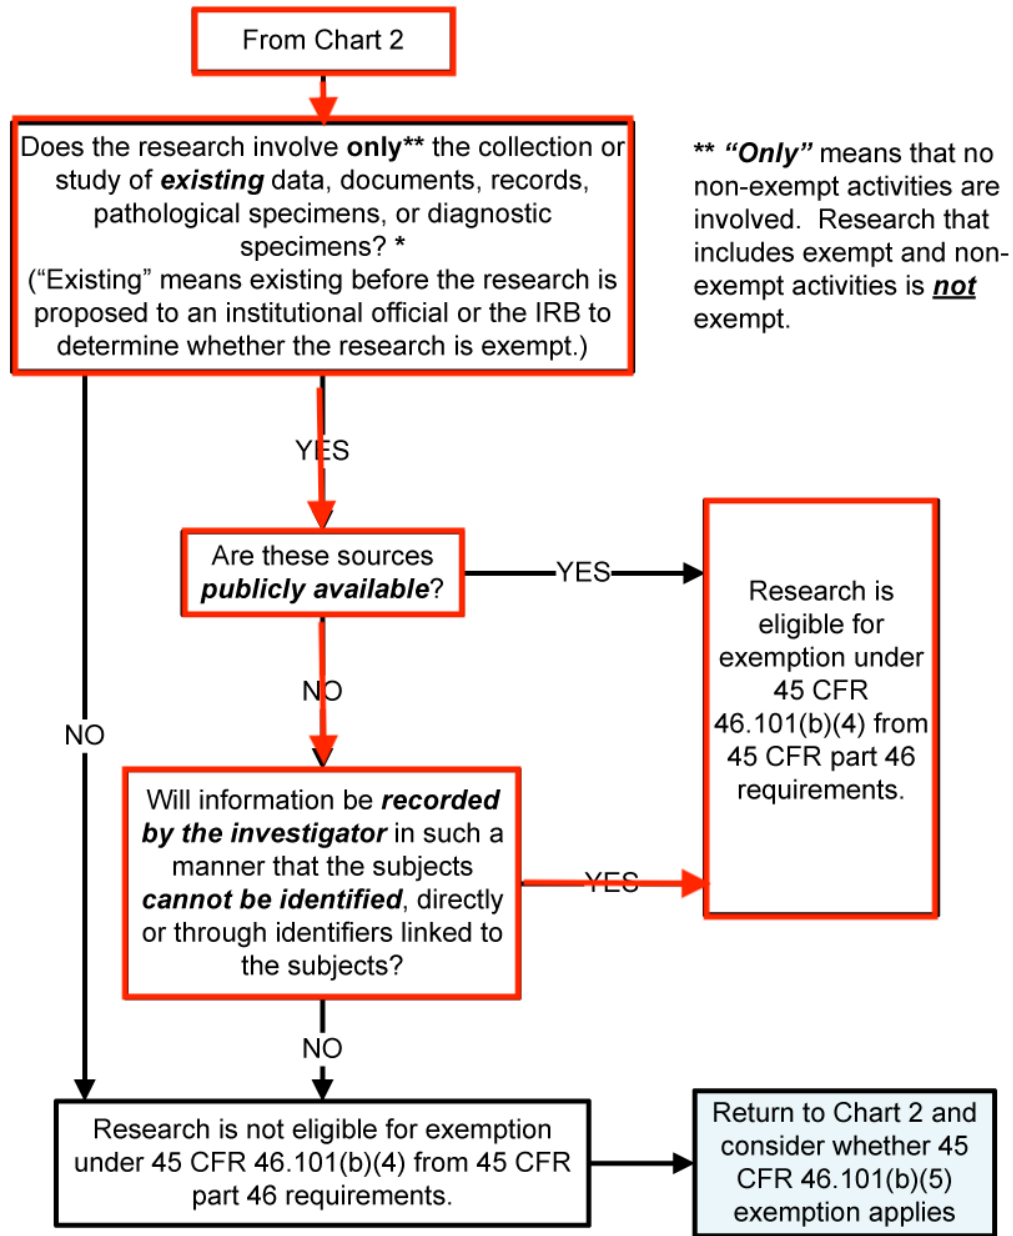 From Chart 2
Does the research involve only** the collection or
study of existing data, documents, records,
pathological specimens, or diagnostic
specimens? *
(“Existing” means existing before the research is
proposed to an institutional official or the IRB to
determine whether the research is exempt.)
** “Only” means that no
non-exempt activities are
involved. Research that
includes exempt and non-
exempt activities is not
exempt.
YES
Are these sources
publicly available?
YES
Research is
eligible for
exemption under
45 CFR
46.101(b)(4) from
45 CFR part 46
requirements.
NO
NO
Will information be recorded
by the investigator in such a
manner that the subjects
cannot be identified, directly
or through identifiers linked to
the subjects?
YES
NO
Research is not eligible for exemption
under 45 CFR 46.101(b)(4) from 45 CFR
part 46 requirements.
Return to Chart 2 and
consider whether 45
CFR 46.101(b)(5)
exemption applies